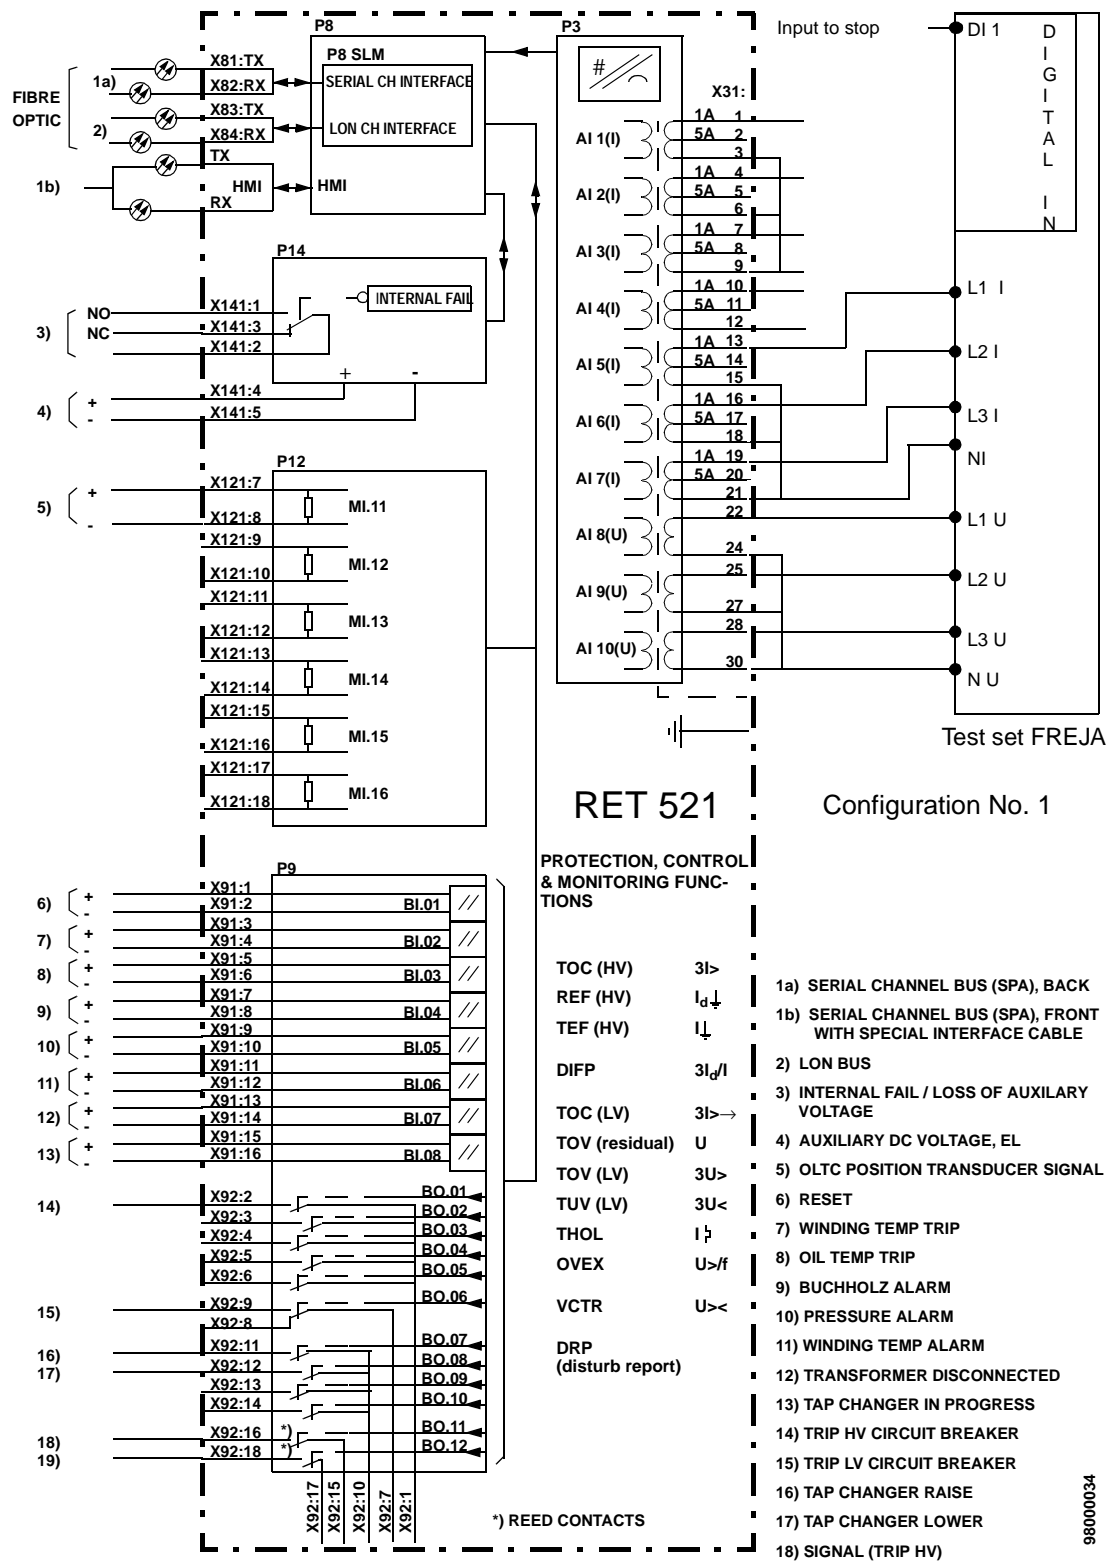 P8
P3
Input to stop
DI 1
DIGITAL IN
P8 SLM
SERIAL CH INTERFACE
LON CH INTERFACE
HMI
FIBRE
OPTIC
1a)
2)
1b)
X81:TX
X82:RX
X83:TX
X84:RX
TX
HMI
RX
#
X31:
AI 1(I)
1A 1
5A 2
3
AI 2(I)
1A 4
5A 5
6
AI 3(I)
1A 7
5A 8
9
AI 4(I)
1A 10
5A 11
12
AI 5(I)
1A 13
5A 14
15
AI 6(I)
1A 16
5A 17
18
AI 7(I)
1A 19
5A 20
21
AI 8(U)
22
24
AI 9(U)
25
27
AI 10(U)
28
30
L1 I
L2 I
L3 I
NI
L1 U
L2 U
L3 U
N U
Test set FREJA
P14
INTERNAL FAIL
3)
NO
NC
X141:1
X141:3
X141:2
+ -
4)
+
-
X141:4
X141:5
P12
5)
+
-
X121:7
MI.11
X121:8
X121:9
MI.12
X121:10
X121:11
MI.13
X121:12
X121:13
MI.14
X121:14
X121:15
MI.15
X121:16
X121:17
MI.16
X121:18
RET 521
Configuration No. 1
P9
6) + -
X91:1
X91:2 BI.01
7) + -
X91:3
X91:4 BI.02
8) + -
X91:5
X91:6 BI.03
9) + -
X91:7
X91:8 BI.04
10) + -
X91:9
X91:10 BI.05
11) + -
X91:11
X91:12 BI.06
12) + -
X91:13
X91:14 BI.07
13) + -
X91:15
X91:16 BI.08
14)
X92:2 BO.01
X92:3 BO.02
X92:4 BO.03
X92:5 BO.04
X92:6 BO.05
15)
X92:9 BO.06
X92:8
16)
X92:11 BO.07
17)
X92:12 BO.08
X92:13 BO.09
X92:14 BO.10
18)
X92:16 *) BO.11
19)
X92:18 *) BO.12
X92:17
X92:15
X92:10
X92:7
X92:1
*) REED CONTACTS
PROTECTION, CONTROL
& MONITORING FUNC-
TIONS
TOC (HV) 3I>
REF (HV) Id⏚
TEF (HV) I⏚
DIFP 3Id/I
TOC (LV) 3I>→
TOV (residual) U
TOV (LV) 3U>
TUV (LV) 3U<
THOL I
OVEX U>/f
VCTR U><
DRP
(disturb report)
1a) SERIAL CHANNEL BUS (SPA), BACK
1b) SERIAL CHANNEL BUS (SPA), FRONT
WITH SPECIAL INTERFACE CABLE
2) LON BUS
3) INTERNAL FAIL / LOSS OF AUXILARY
VOLTAGE
4) AUXILIARY DC VOLTAGE, EL
5) OLTC POSITION TRANSDUCER SIGNAL
6) RESET
7) WINDING TEMP TRIP
8) OIL TEMP TRIP
9) BUCHHOLZ ALARM
10) PRESSURE ALARM
11) WINDING TEMP ALARM
12) TRANSFORMER DISCONNECTED
13) TAP CHANGER IN PROGRESS
14) TRIP HV CIRCUIT BREAKER
15) TRIP LV CIRCUIT BREAKER
16) TAP CHANGER RAISE
17) TAP CHANGER LOWER
18) SIGNAL (TRIP HV)
98000034